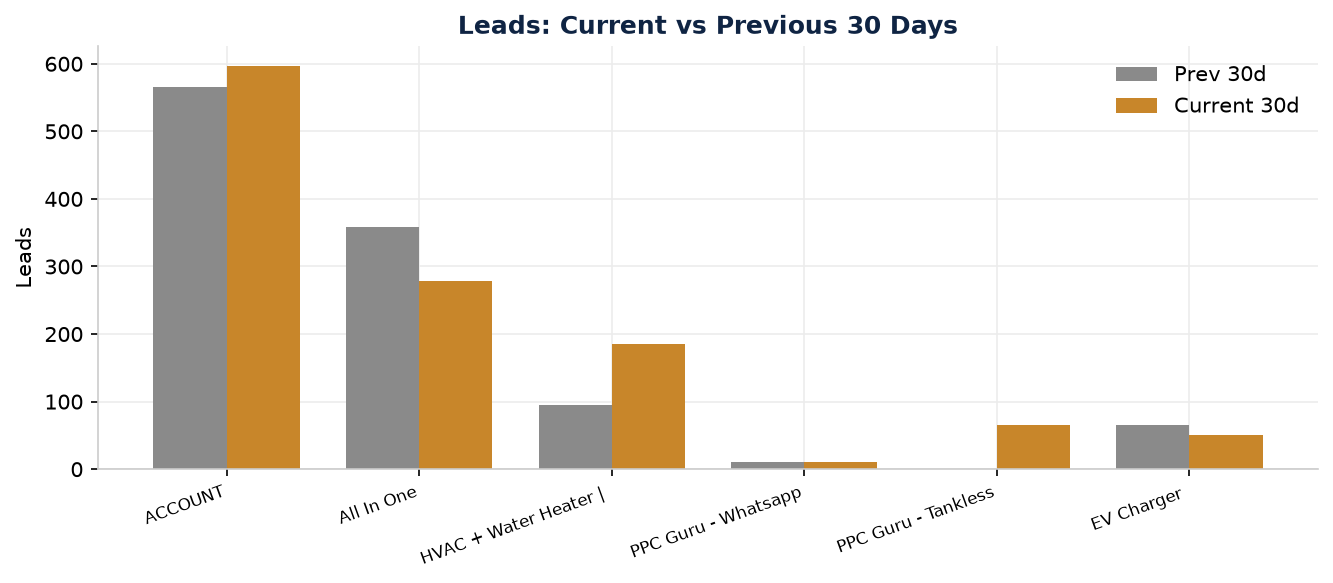 Leads: Current vs Previous 30 Days
Prev 30d
Current 30d
Leads
600
500
400
300
200
100
0
ACCOUNT
All In One
HVAC + Water Heater |
PPC Guru - Whatsapp
PPC Guru - Tankless
EV Charger